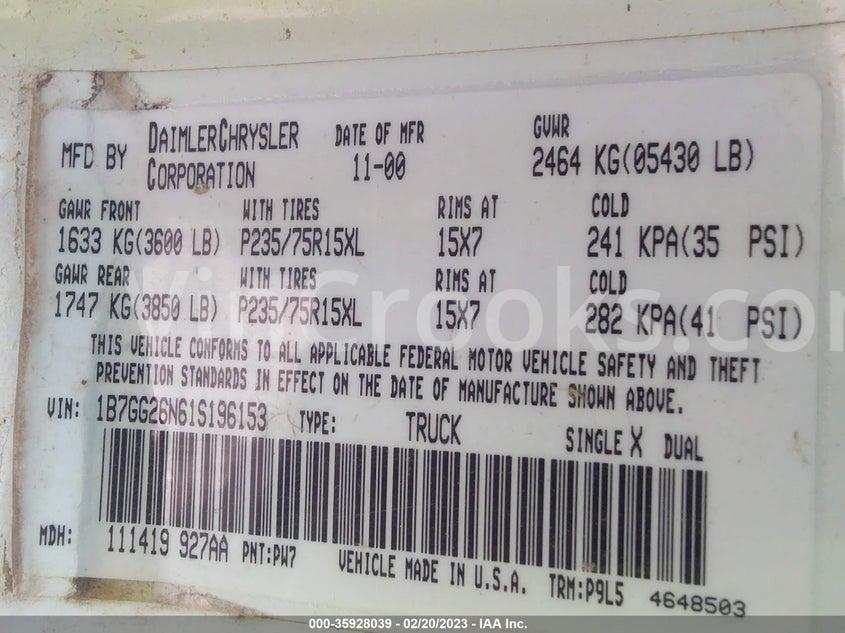 MFD BY DAIMLERCHRYSLER CORPORATION DATE OF MFR 11-00 GVWR 2464 KG(05430 LB)
GAWR FRONT WITH TIRES RIMS AT COLD
1633 KG(3600 LB) P235/75R15XL 15X7 241 KPA(35 PSI)
GAWR REAR WITH TIRES RIMS AT COLD
1747 KG(3850 LB) P235/75R15XL 15X7 282 KPA(41 PSI)
VinCrooks.com
THIS VEHICLE CONFORMS TO ALL APPLICABLE FEDERAL MOTOR VEHICLE SAFETY AND THEFT
PREVENTION STANDARDS IN EFFECT ON THE DATE OF MANUFACTURE SHOWN ABOVE.
VIN: 1B7GG26N61S196153 TYPE: TRUCK SINGLE X DUAL
MDH: 111419 927AA PNT:PW7 VEHICLE MADE IN U.S.A. TRM:P9L5 4648503
000-35928039 - 02/20/2023 - IAA Inc.